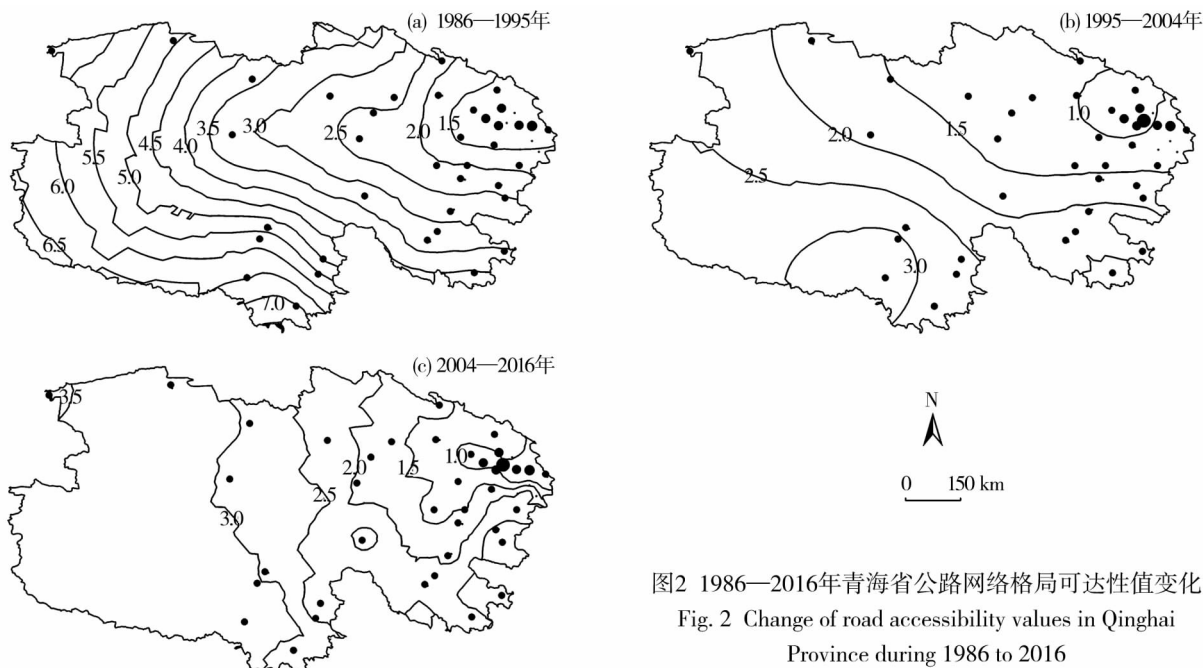 (a) 1986—1995年
6.5
6.0
5.5
5.0
4.5
4.0
3.5
3.0
2.5
2.0
1.5
7.0
(b) 1995—2004年
2.5
2.0
1.5
1.0
3.0
(c) 2004—2016年
3.5
3.0
2.5
2.0
1.5
1.0
N
0 150 km
图2 1986—2016年青海省公路网络格局可达性值变化
Fig. 2 Change of road accessibility values in Qinghai
Province during 1986 to 2016